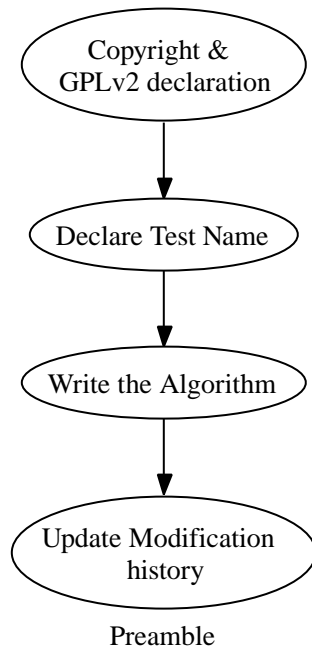 Copyright &
GPLv2 declaration
Declare Test Name
Write the Algorithm
Update Modification
history
Preamble